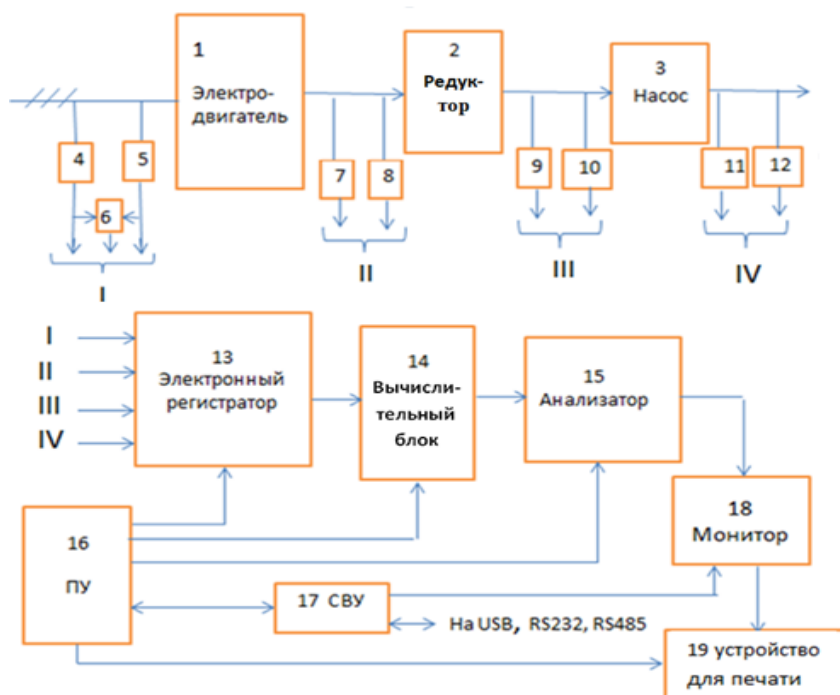 1
Электро-
двигатель
2
Редук-
тор
3
Насос
4
5
6
7
8
9
10
11
12
I
II
III
IV
I
II
III
IV
13
Электронный
регистратор
14
Вычисли-
тельный
блок
15
Анализатор
16
ПУ
17 СВУ
На USB, RS232, RS485
18
Монитор
19 устройство
для печати